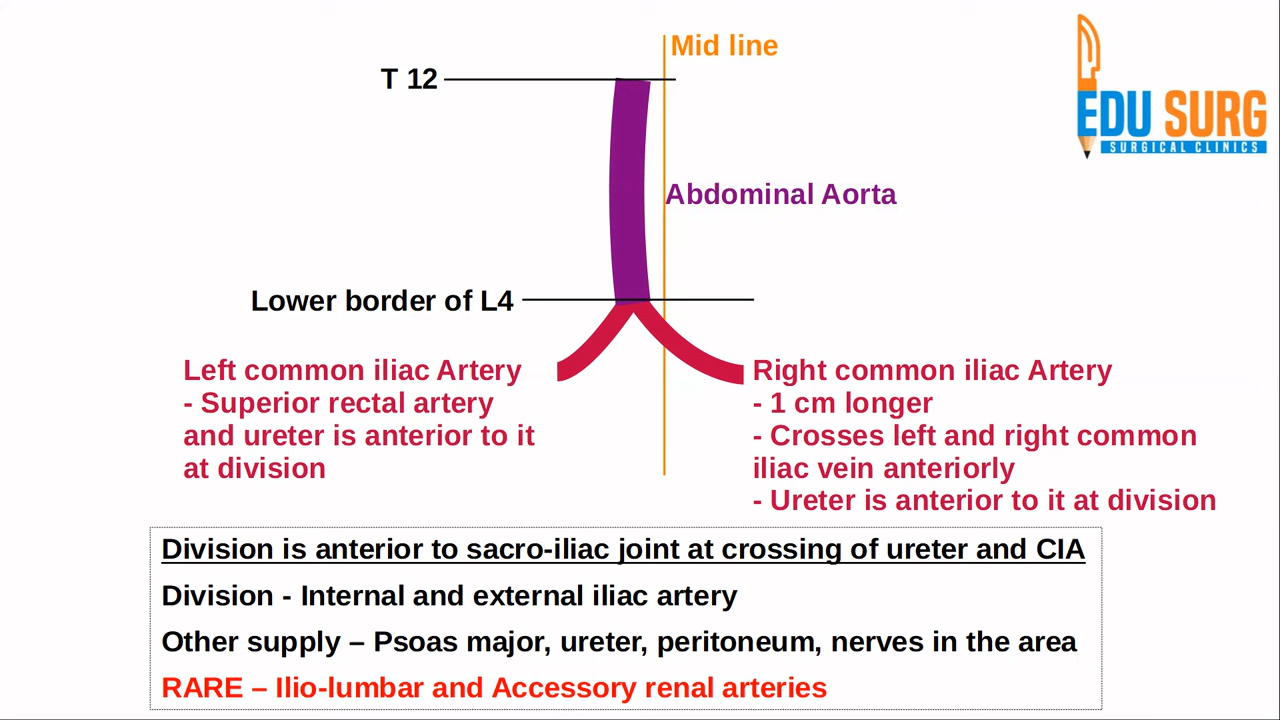 Mid line
T 12
EDU SURG
SURGICAL CLINICS
Abdominal Aorta
Lower border of L4
Left common iliac Artery
- Superior rectal artery
and ureter is anterior to it
at division
Right common iliac Artery
- 1 cm longer
- Crosses left and right common
iliac vein anteriorly
- Ureter is anterior to it at division
Division is anterior to sacro-iliac joint at crossing of ureter and CIA
Division - Internal and external iliac artery
Other supply – Psoas major, ureter, peritoneum, nerves in the area
RARE – Ilio-lumbar and Accessory renal arteries